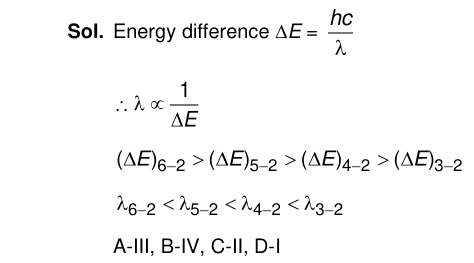 Sol. Energy difference ΔE = hc/λ
∴ λ ∝ 1/ΔE
(ΔE)₆₋₂ > (ΔE)₅₋₂ > (ΔE)₄₋₂ > (ΔE)₃₋₂
λ₆₋₂ < λ₅₋₂ < λ₄₋₂ < λ₃₋₂
A-III, B-IV, C-II, D-I